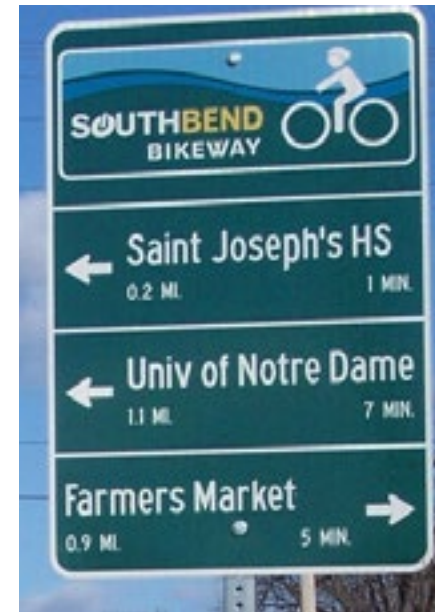 SOUTHBEND
BIKEWAY
Saint Joseph's HS
0.2 MI. 1 MIN.
Univ of Notre Dame
1.1 MI. 7 MIN.
Farmers Market
0.9 MI. 5 MIN.